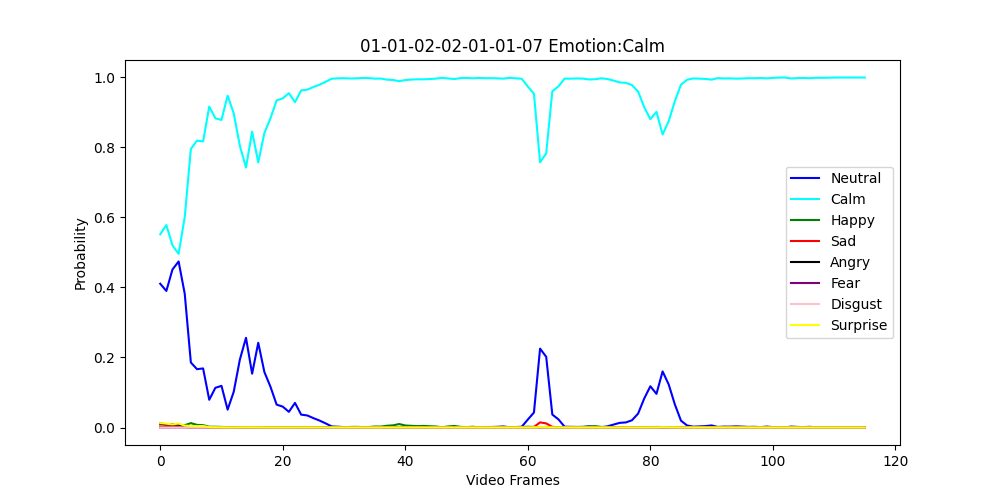 01-01-02-02-01-01-07 Emotion:Calm
1.0
0.8
0.6
0.4
0.2
0.0
Probability
0 20 40 60 80 100 120
Video Frames
Neutral
Calm
Happy
Sad
Angry
Fear
Disgust
Surprise